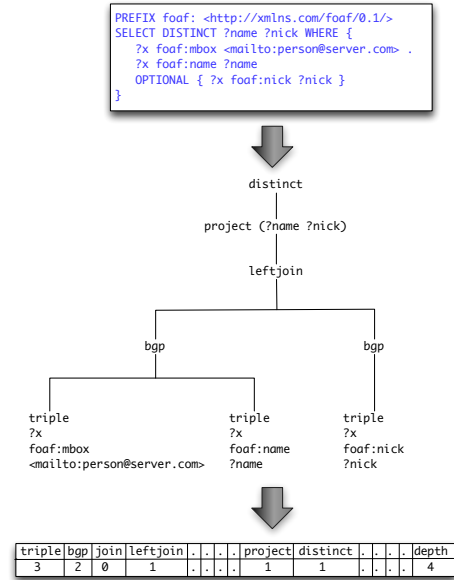 PREFIX foaf: <http://xmlns.com/foaf/0.1/>
SELECT DISTINCT ?name ?nick WHERE {
?x foaf:mbox <mailto:person@server.com> .
?x foaf:name ?name
OPTIONAL { ?x foaf:nick ?nick }
}
distinct
project (?name ?nick)
leftjoin
bgp bgp
triple triple triple
?x ?x ?x
foaf:mbox foaf:name foaf:nick
<mailto:person@server.com> ?name ?nick
triple bgp join leftjoin . . . . project distinct . . . . depth
3 2 0 1 . . . . 1 1 . . . . 4